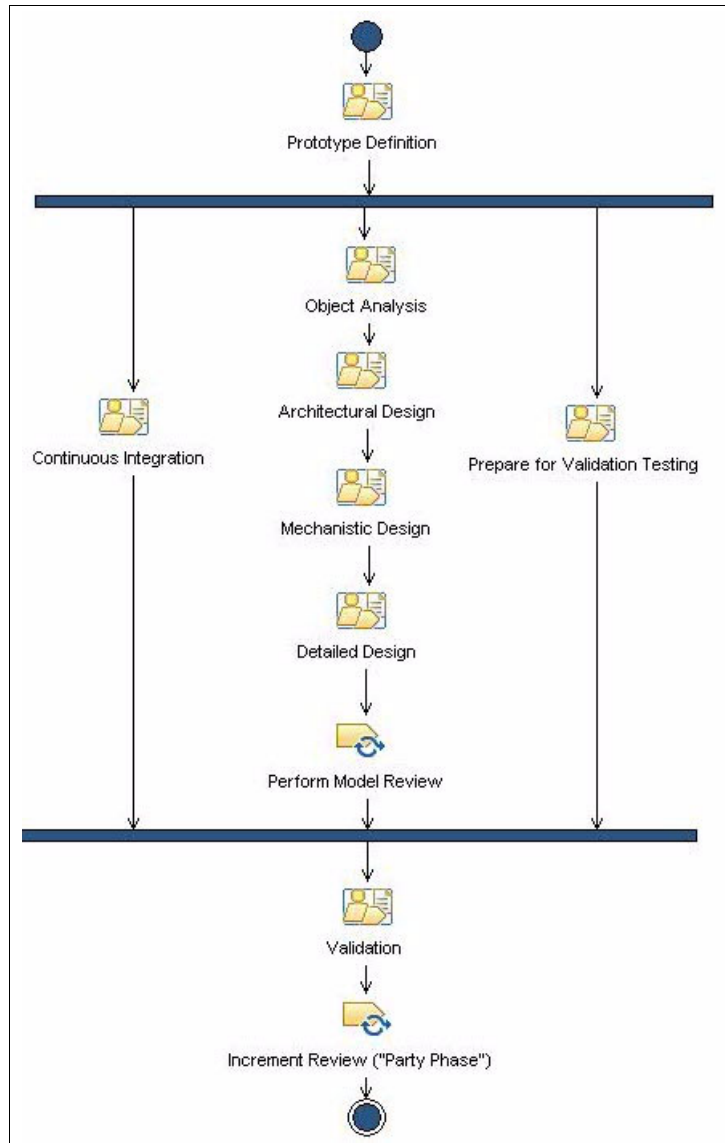 Prototype Definition
Object Analysis
Architectural Design
Continuous Integration
Prepare for Validation Testing
Mechanistic Design
Detailed Design
Perform Model Review
Validation
Increment Review ("Party Phase")